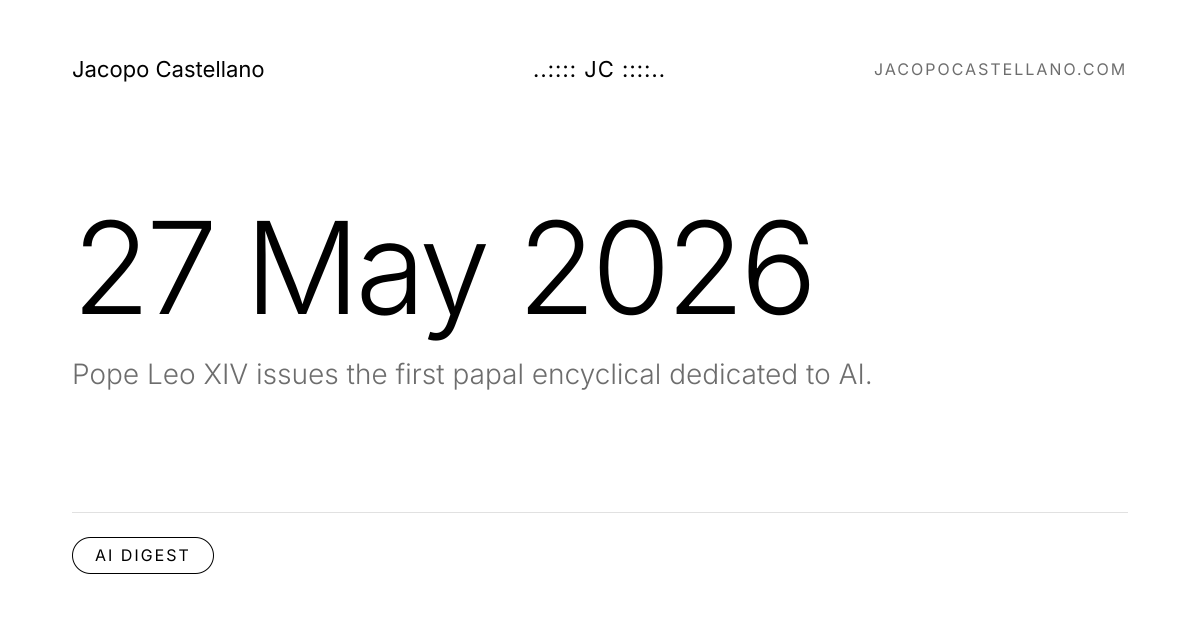 Jacopo Castellano
..:::: JC ::::..
JACOPOCASTELLANO.COM
27 May 2026
Pope Leo XIV issues the first papal encyclical dedicated to AI.
AI DIGEST